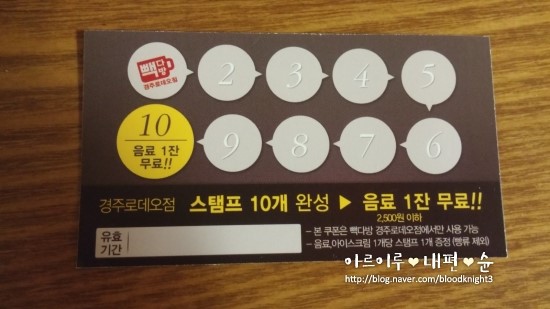 빽다방
경주로데오점
2
3
4
5
10
음료 1잔
무료!!
9
8
7
6
경주로데오점 스탬프 10개 완성 ▶ 음료 1잔 무료!!
2,500원 이하
유효
기간
- 본 쿠폰은 빽다방 경주로데오점에서만 사용 가능
- 음료,아이스크림 1개당 스탬프 1개 증정 (빵류 제외)
아르이루♥내편♥순
http://blog.naver.com/bloodknight3